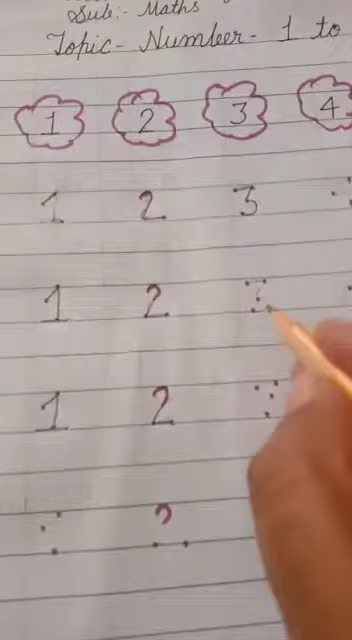 Sub:- Maths
Topic- Number- 1 to
1 2 3 4
1 2 3
1 2
1 2